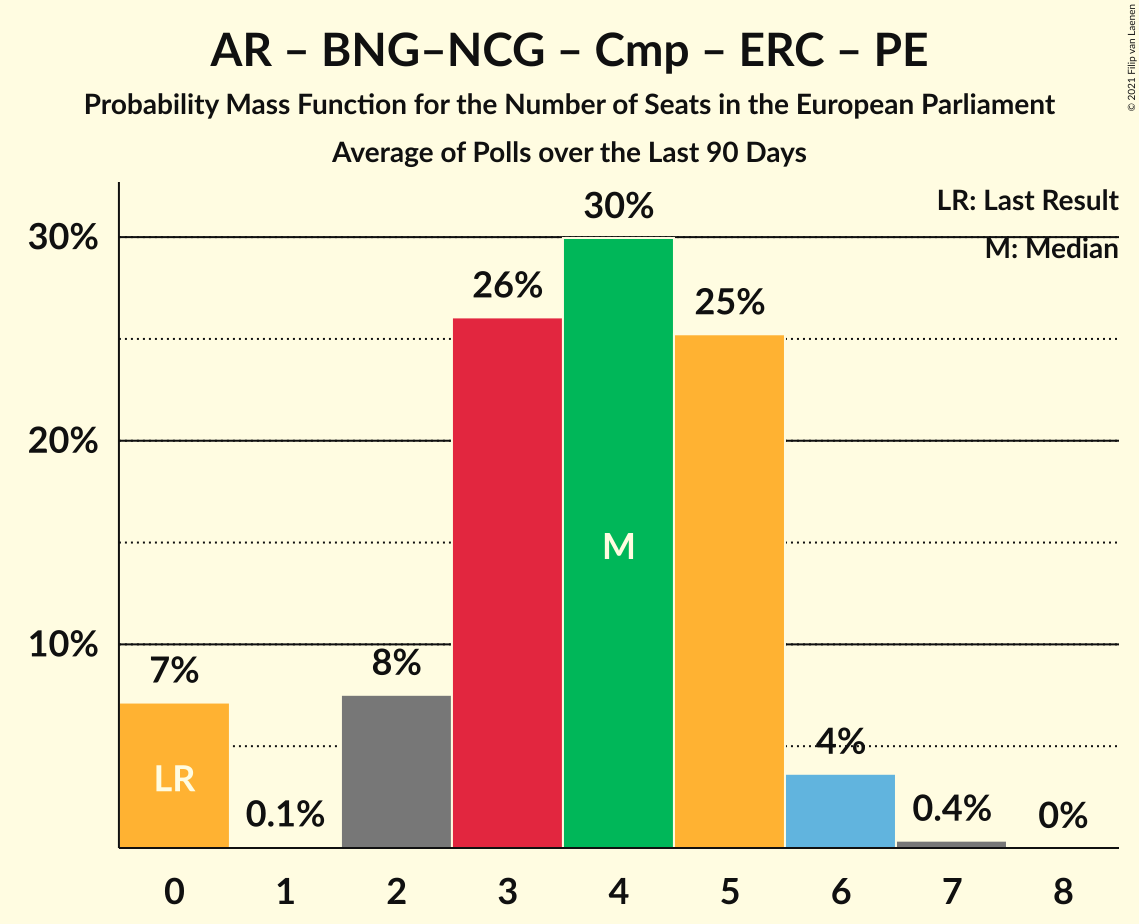 AR – BNG–NCG – Cmp – ERC – PE
Probability Mass Function for the Number of Seats in the European Parliament
Average of Polls over the Last 90 Days
© 2021 Filip van Laenen
LR: Last Result
M: Median
30%
20%
10%
7%
0.1%
8%
26%
30%
25%
4%
0.4%
0%
LR
M
0 1 2 3 4 5 6 7 8